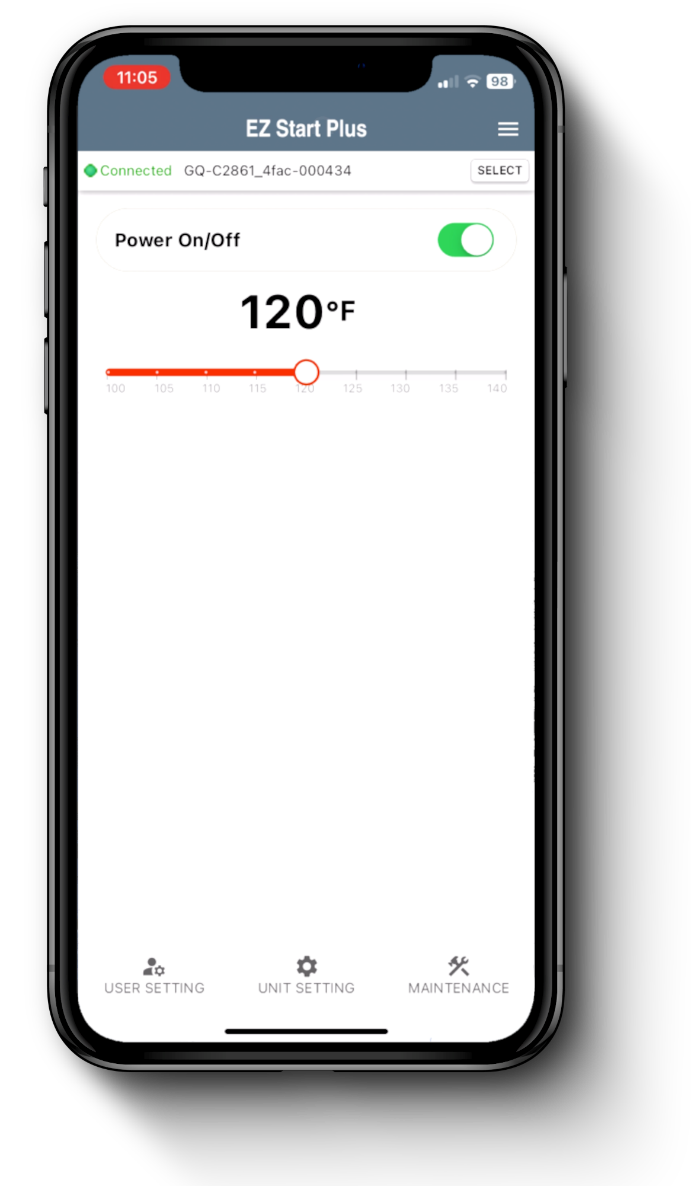 11:05
98
EZ Start Plus
Connected GQ-C2861_4fac-000434 SELECT
Power On/Off
120°F
100 105 110 115 120 125 130 135 140
USER SETTING UNIT SETTING MAINTENANCE